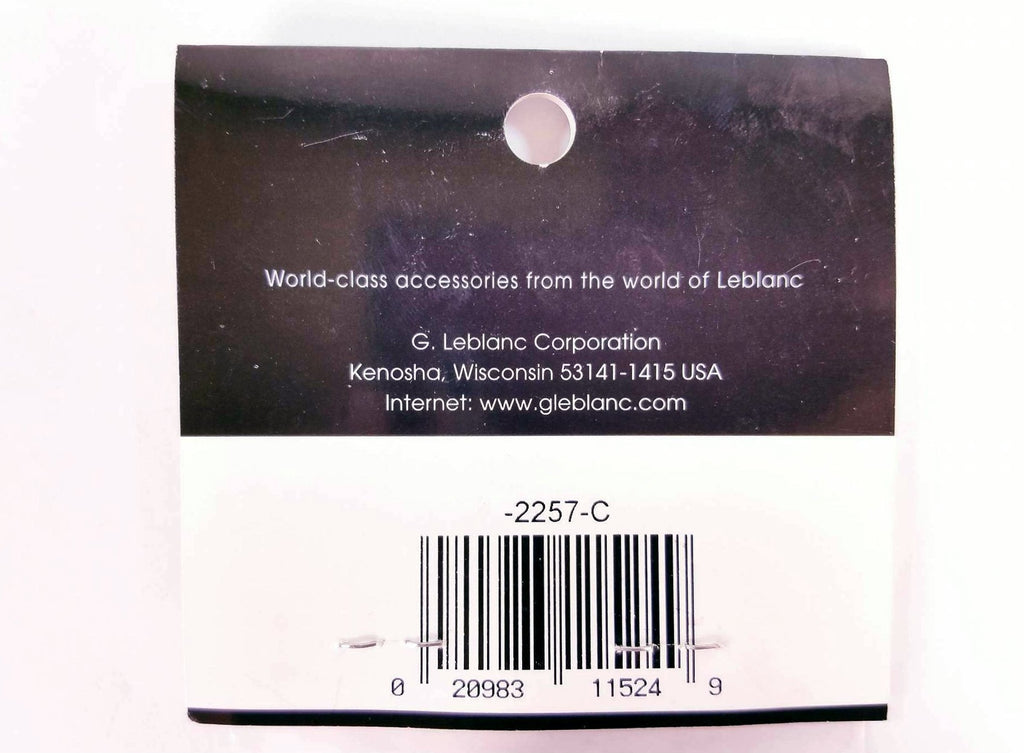 World-class accessories from the world of Leblanc
G. Leblanc Corporation
Kenosha, Wisconsin 53141-1415 USA
Internet: www.gleblanc.com
-2257-C
0 20983 11524 9